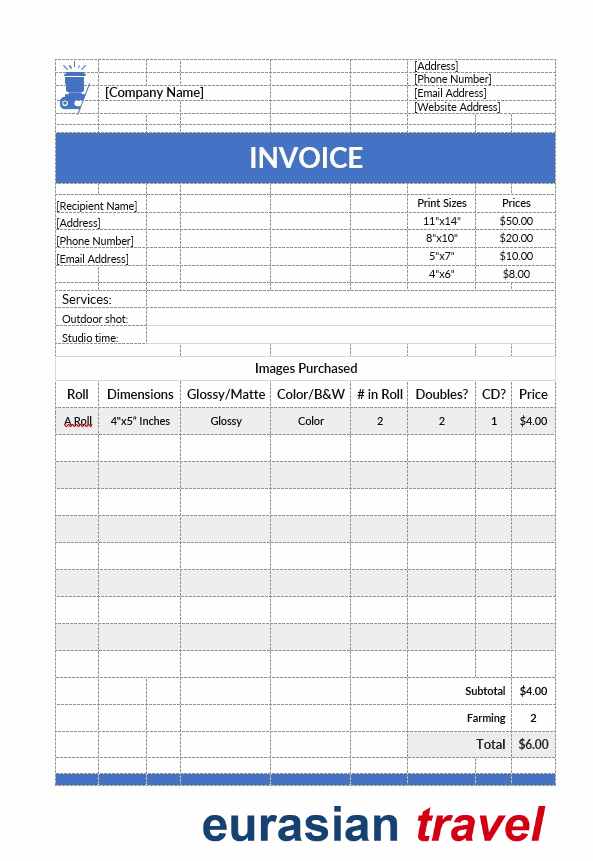 [Address]
[Phone Number]
[Company Name] [Email Address]
[Website Address]
INVOICE
[Recipient Name] Print Sizes Prices
[Address] 11"x14" $50.00
[Phone Number] 8"x10" $20.00
[Email Address] 5"x7" $10.00
4"x6" $8.00
Services:
Outdoor shot:
Studio time:
Images Purchased
Roll Dimensions Glossy/Matte Color/B&W # in Roll Doubles? CD? Price
A Roll 4"x5" Inches Glossy Color 2 2 1 $4.00
Subtotal $4.00
Farming 2
Total $6.00
eurasian travel